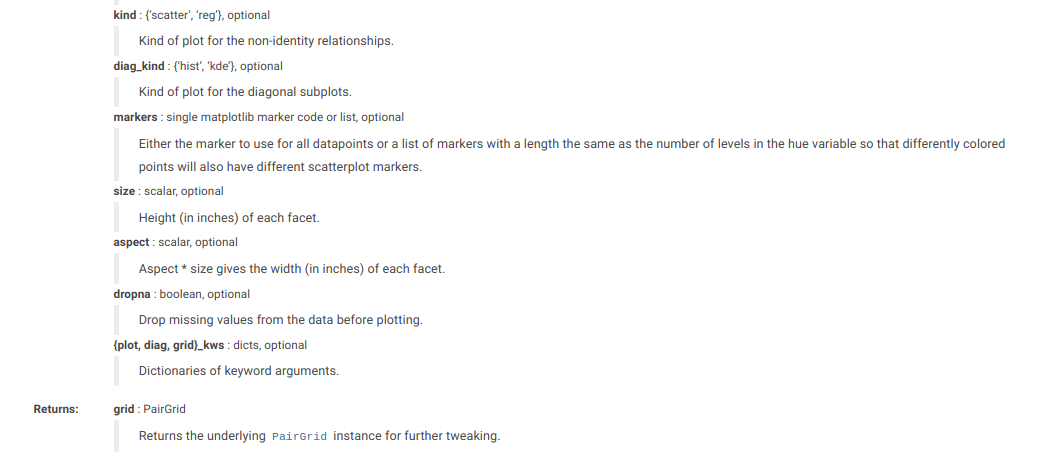 kind : {'scatter', 'reg'}, optional
Kind of plot for the non-identity relationships.
diag_kind : {'hist', 'kde'}, optional
Kind of plot for the diagonal subplots.
markers : single matplotlib marker code or list, optional
Either the marker to use for all datapoints or a list of markers with a length the same as the number of levels in the hue variable so that differently colored
points will also have different scatterplot markers.
size : scalar, optional
Height (in inches) of each facet.
aspect : scalar, optional
Aspect * size gives the width (in inches) of each facet.
dropna : boolean, optional
Drop missing values from the data before plotting.
{plot, diag, grid}_kws : dicts, optional
Dictionaries of keyword arguments.
Returns: grid : PairGrid
Returns the underlying PairGrid instance for further tweaking.